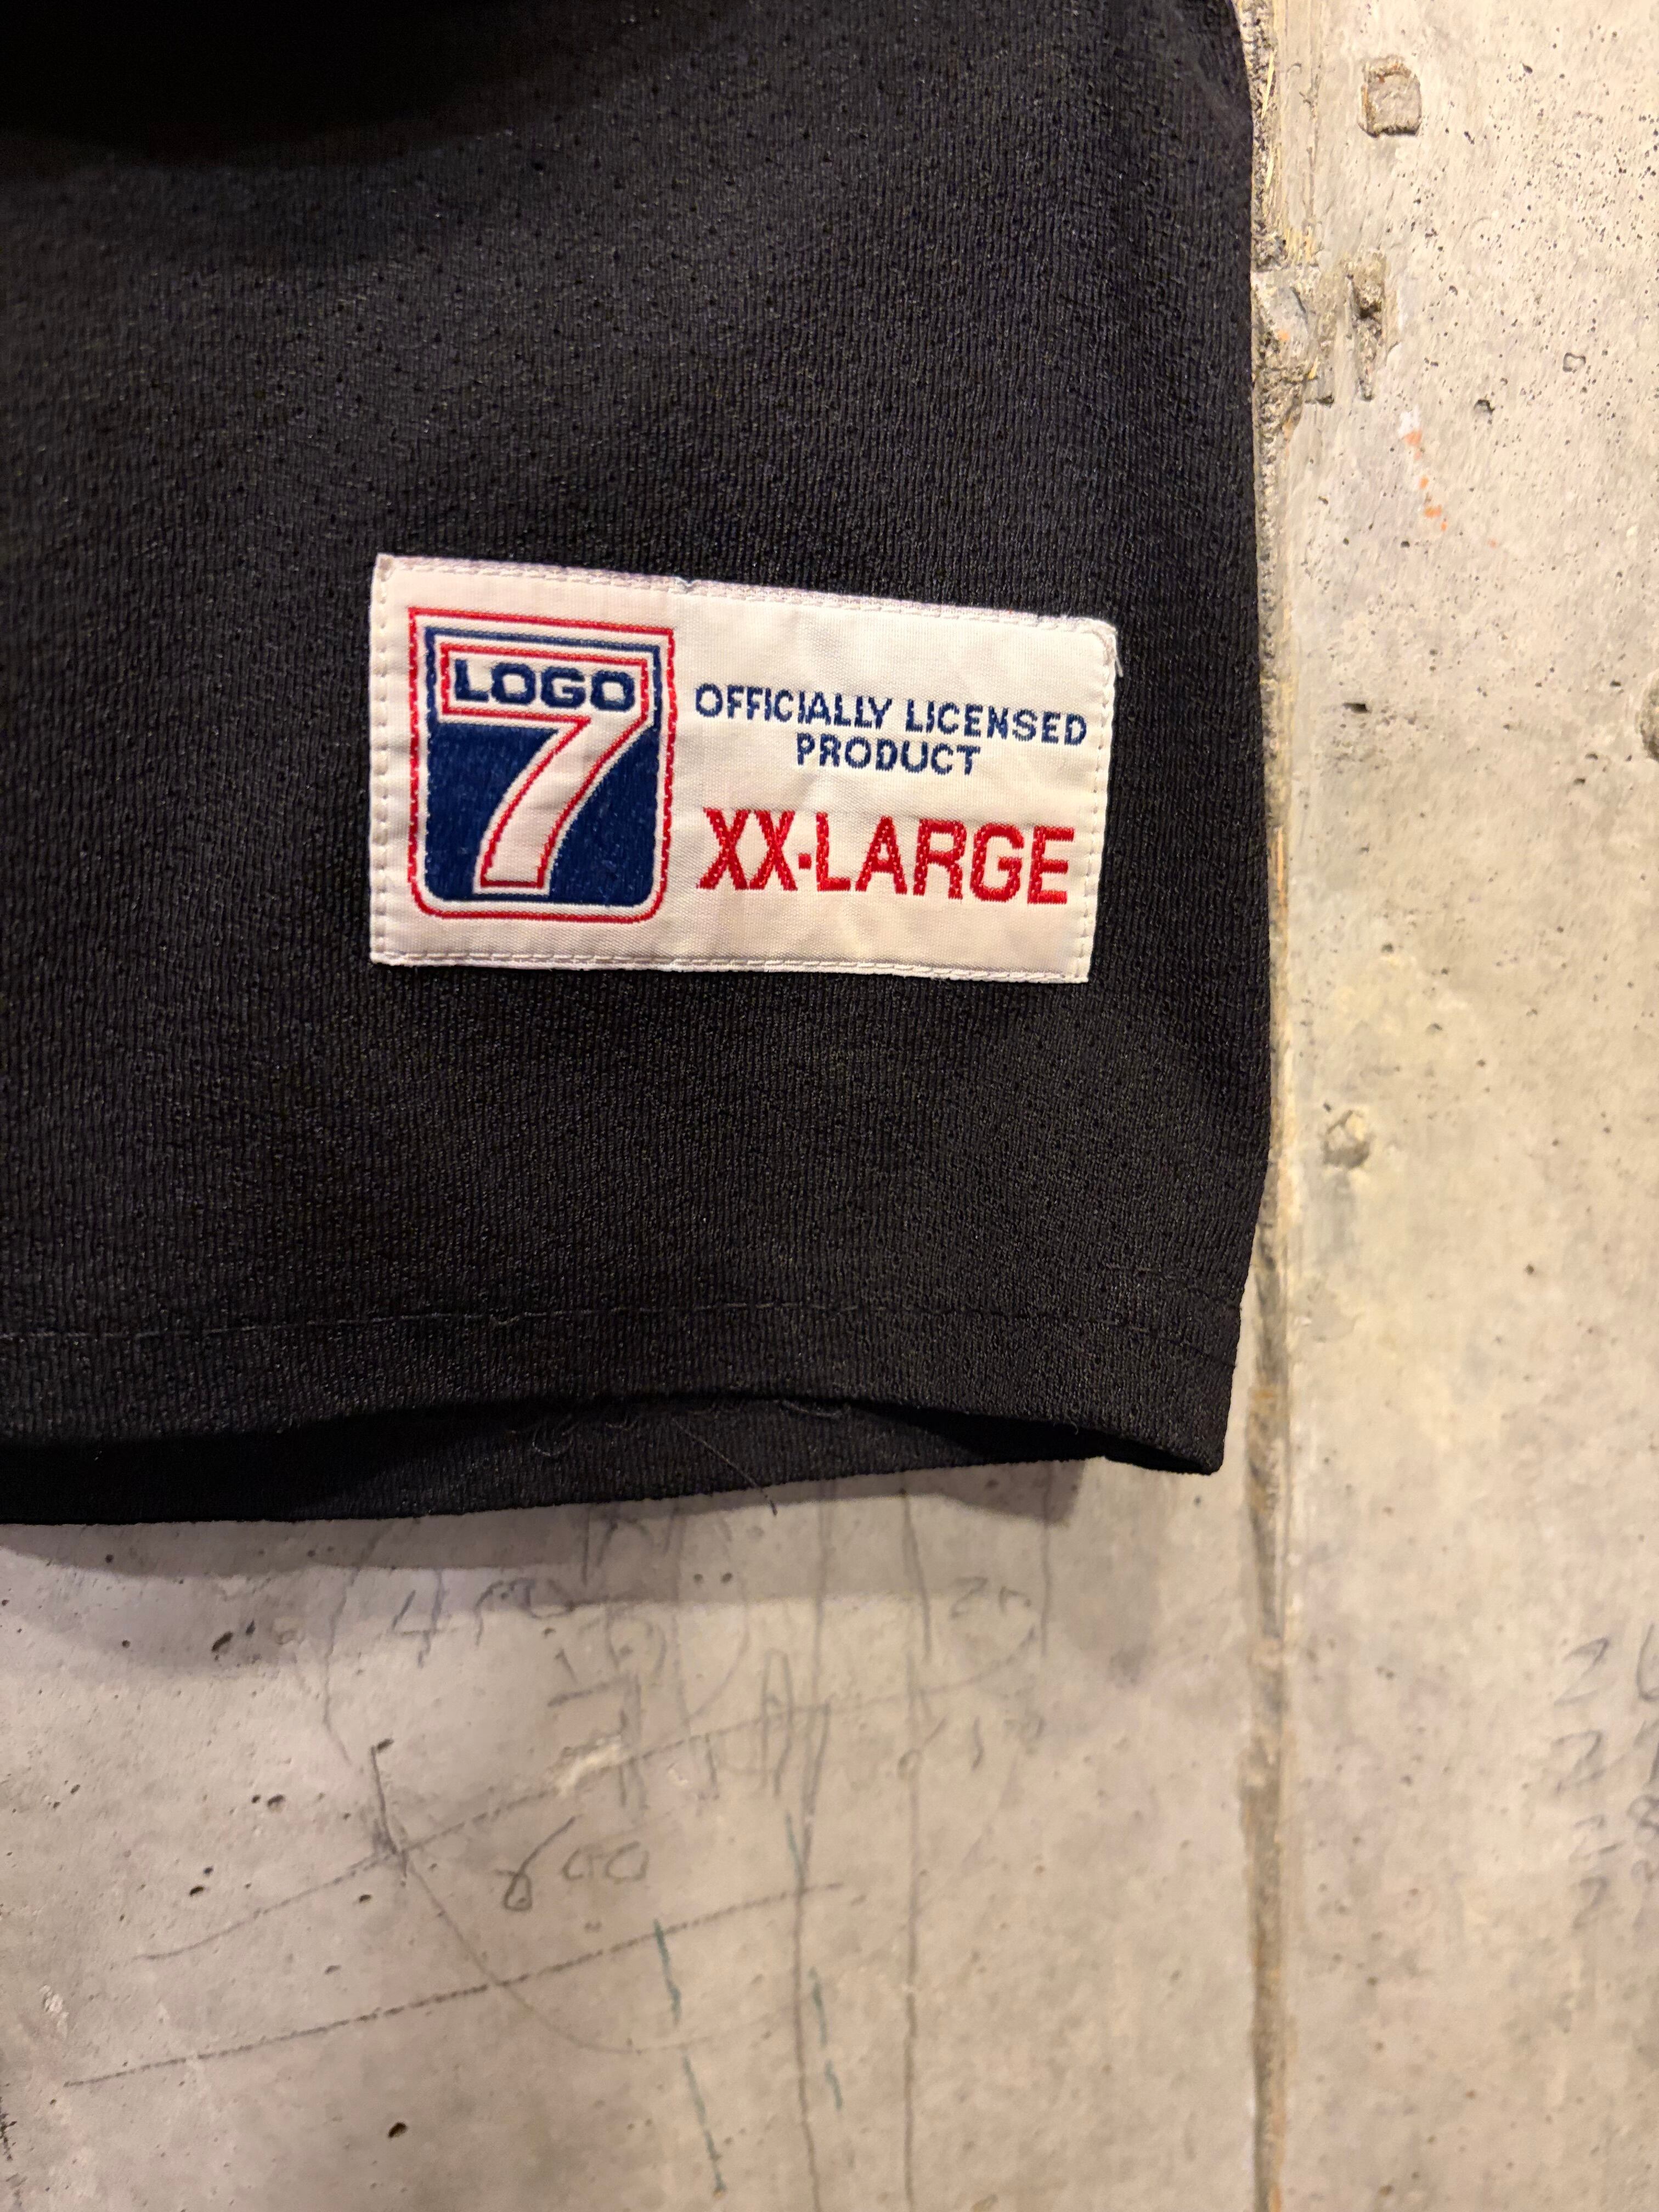 LOGO
7
OFFICIALLY LICENSED
PRODUCT
XX-LARGE